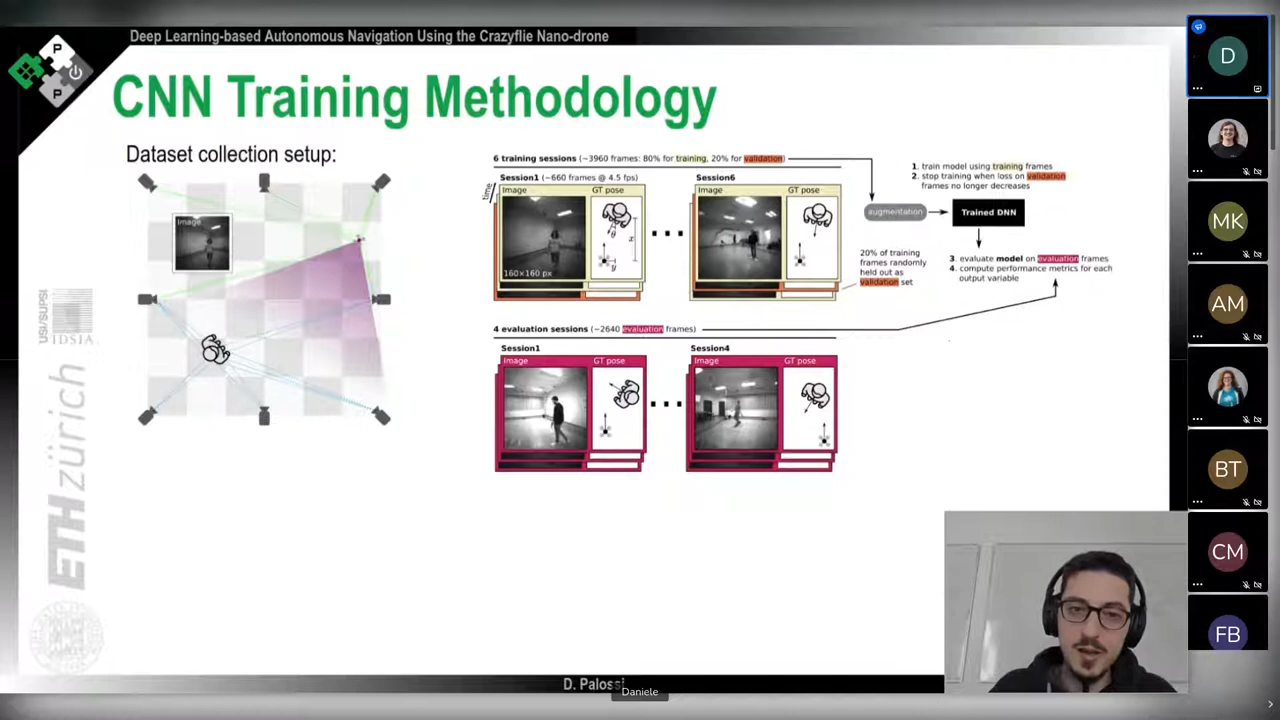 Deep Learning-based Autonomous Navigation Using the Crazyflie Nano-drone
P
P
CNN Training Methodology
Dataset collection setup:
Image
6 training sessions (~3960 frames: 80% for training, 20% for validation)
time
Session1 (~660 frames @ 4.5 fps)
Image
GT pose
θ
x
y
160×160 px
Session6
Image
GT pose
augmentation
1. train model using training frames
2. stop training when loss on validation
frames no longer decreases
Trained DNN
20% of training
frames randomly
held out as
validation set
3. evaluate model on evaluation frames
4. compute performance metrics for each
output variable
4 evaluation sessions (~2640 evaluation frames)
Session1
Image
GT pose
Session4
Image
GT pose
USI/SUPSI
IDSIA
ETH zürich
D. Palossi
Daniele
D
MK
AM
BT
CM
FB